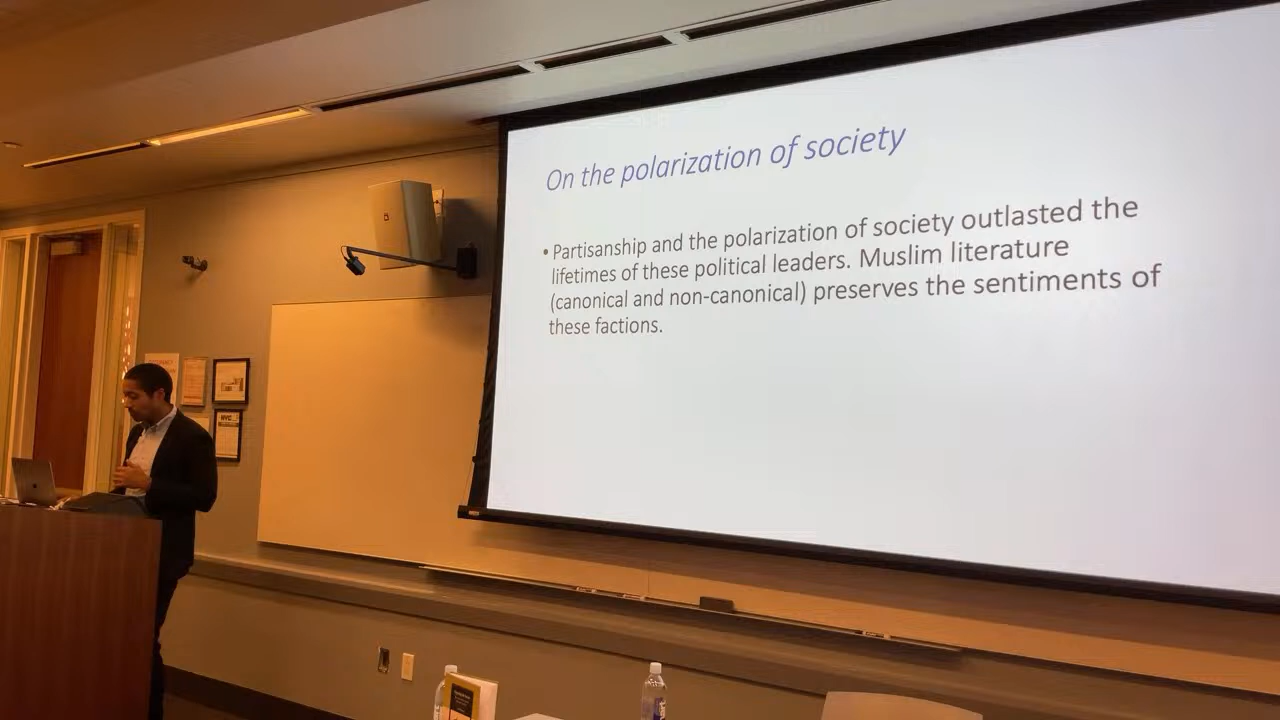 On the polarization of society
• Partisanship and the polarization of society outlasted the
lifetimes of these political leaders. Muslim literature
(canonical and non-canonical) preserves the sentiments of
these factions.
NYC